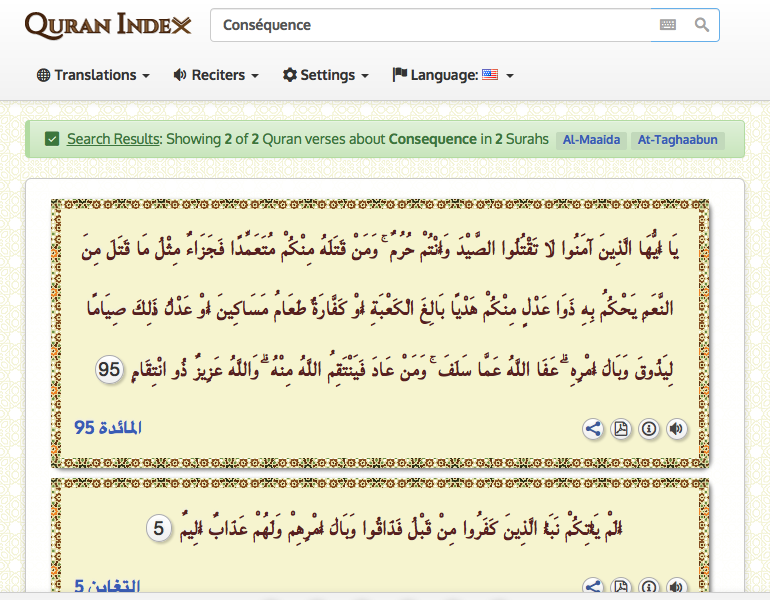 QURAN INDEX
Conséquence
Translations Reciters Settings Language:
Search Results: Showing 2 of 2 Quran verses about Consequence in 2 Surahs Al-Maaida At-Taghaabun
يَا أَيُّهَا الَّذِينَ آمَنُوا لَا تَقْتُلُوا الصَّيْدَ وَأَنْتُمْ حُرُمٌ ۚ وَمَنْ قَتَلَهُ مِنْكُمْ مُتَعَمِّدًا فَجَزَاءٌ مِثْلُ مَا قَتَلَ مِنَ
النَّعَمِ يَحْكُمُ بِهِ ذَوَا عَدْلٍ مِنْكُمْ هَدْيًا بَالِغَ الْكَعْبَةِ أَوْ كَفَّارَةٌ طَعَامُ مَسَاكِينَ أَوْ عَدْلُ ذَلِكَ صِيَامًا
لِيَذُوقَ وَبَالَ أَمْرِهِ ۗ عَفَا اللَّهُ عَمَّا سَلَفَ ۚ وَمَنْ عَادَ فَيَنْتَقِمُ اللَّهُ مِنْهُ ۗ وَاللَّهُ عَزِيزٌ ذُو انْتِقَامٍ 95
المائدة 95
أَلَمْ يَأْتِكُمْ نَبَأُ الَّذِينَ كَفَرُوا مِنْ قَبْلُ فَذَاقُوا وَبَالَ أَمْرِهِمْ وَلَهُمْ عَذَابٌ أَلِيمٌ 5
التغابن 5